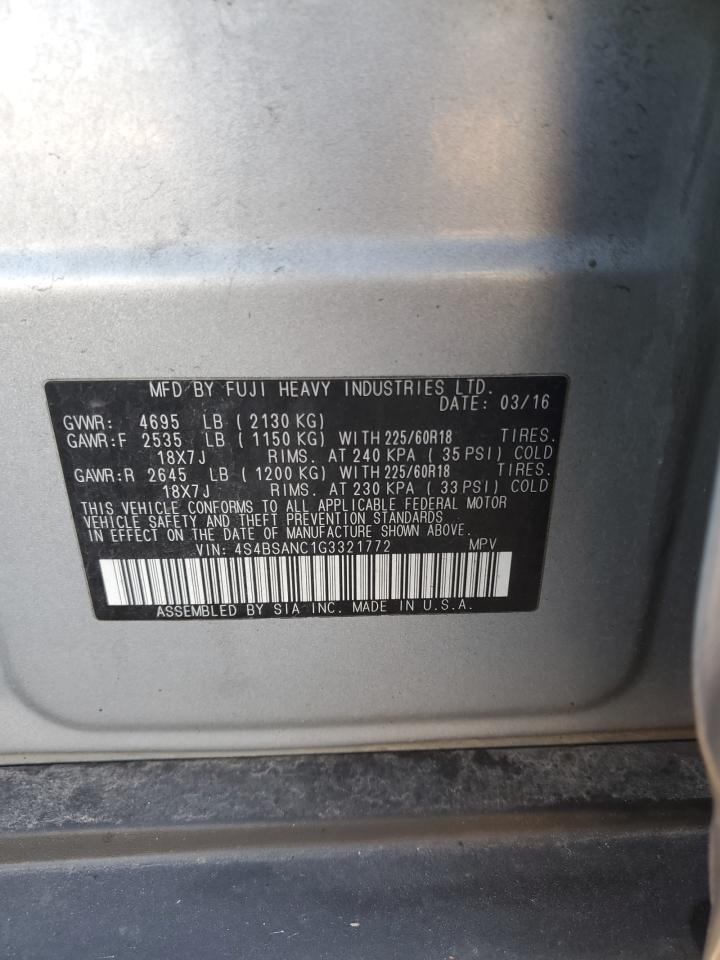 MFD BY FUJI HEAVY INDUSTRIES LTD.
DATE: 03/16
GVWR: 4695 LB ( 2130 KG)
GAWR:F 2535 LB ( 1150 KG) WITH 225/60R18 TIRES.
18X7J RIMS. AT 240 KPA ( 35 PSI) COLD
GAWR:R 2645 LB ( 1200 KG) WITH 225/60R18 TIRES.
18X7J RIMS. AT 230 KPA ( 33 PSI) COLD
THIS VEHICLE CONFORMS TO ALL APPLICABLE FEDERAL MOTOR
VEHICLE SAFETY AND THEFT PREVENTION STANDARDS
IN EFFECT ON THE DATE OF MANUFACTURE SHOWN ABOVE.
VIN: 4S4BSANC1G3321772 MPV
ASSEMBLED BY SIA INC. MADE IN U.S.A.